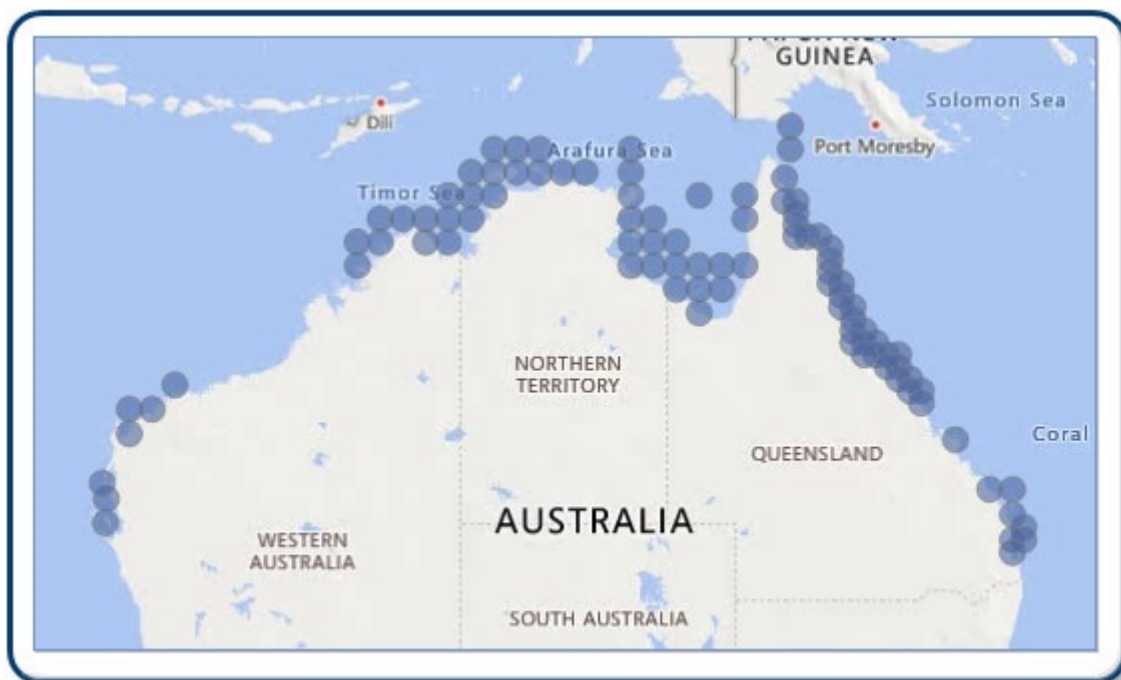 GUINEA
Solomon Sea
Dili
Port Moresby
Arafura Sea
Timor Sea
NORTHERN
TERRITORY
Coral
QUEENSLAND
AUSTRALIA
WESTERN
AUSTRALIA
SOUTH AUSTRALIA